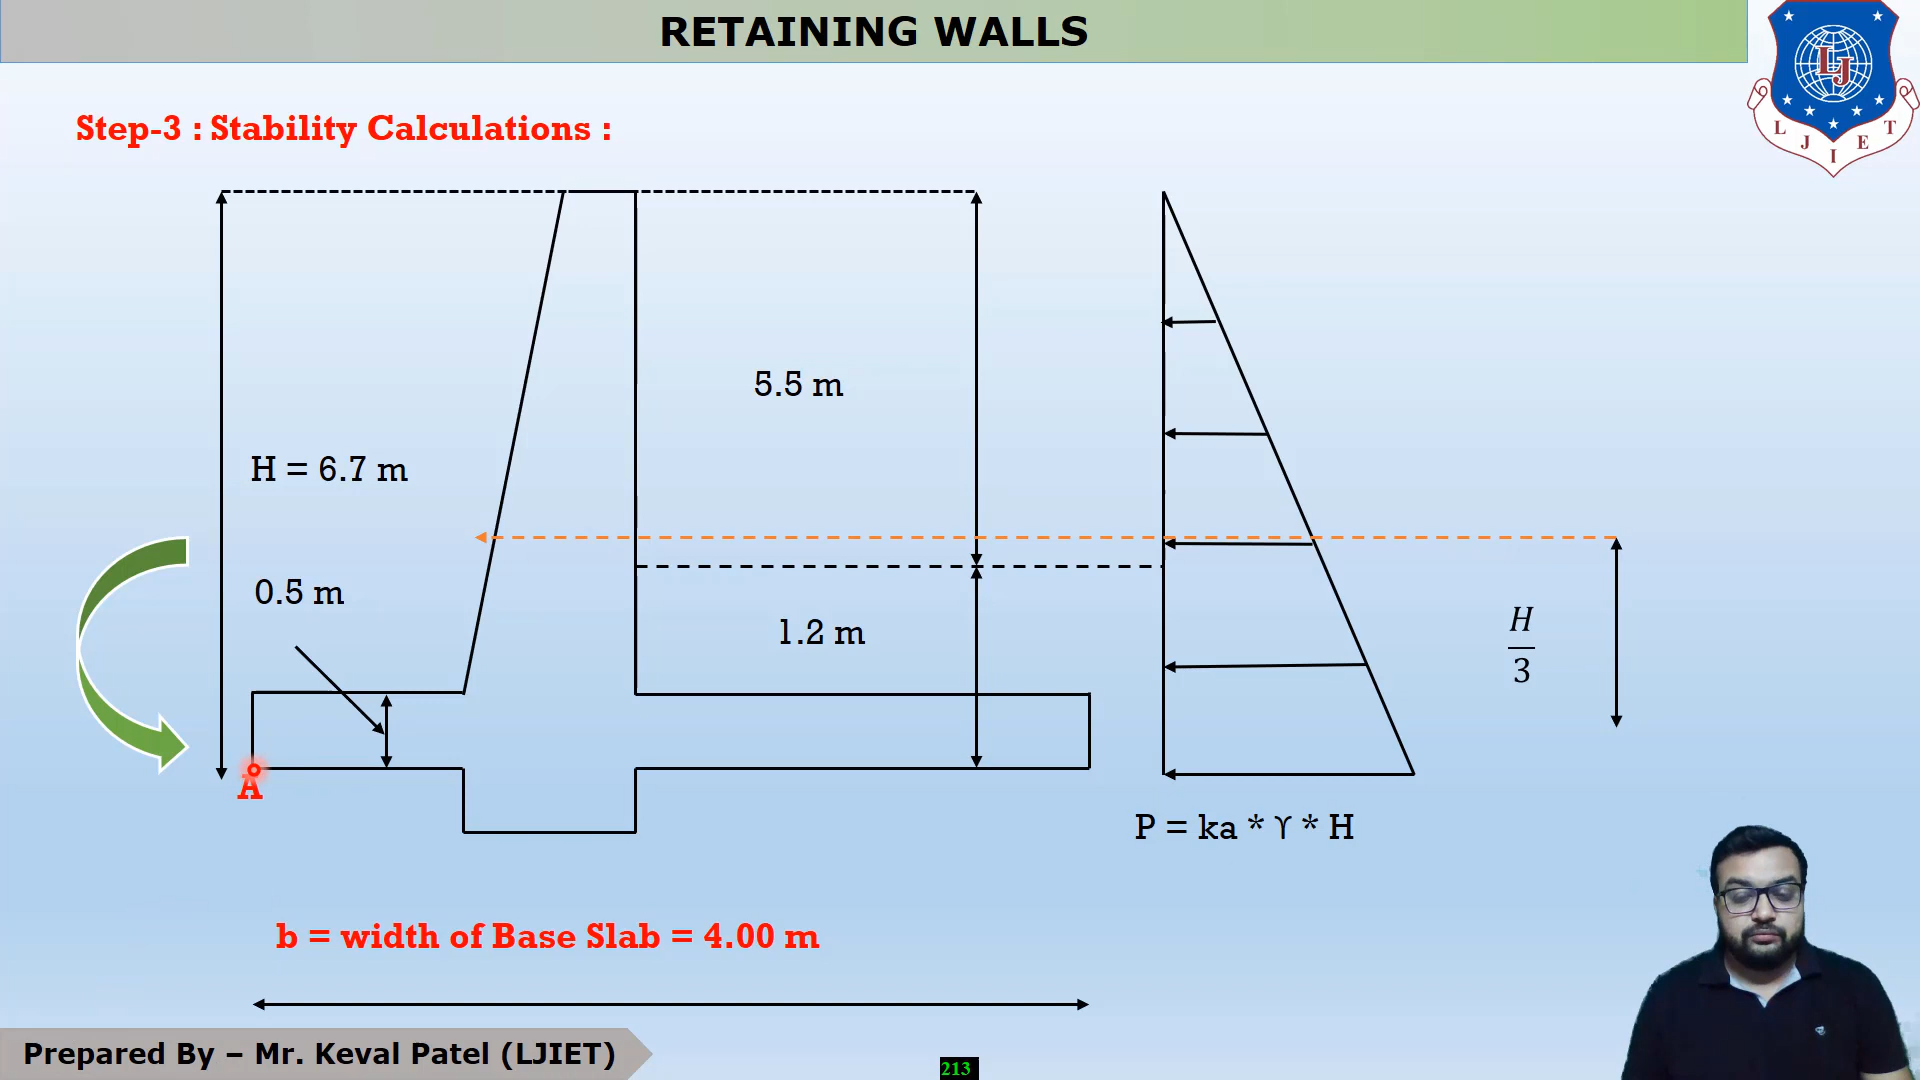 RETAINING WALLS
LJ
L J I E T
Step-3 : Stability Calculations :
5.5 m
H = 6.7 m
0.5 m
1.2 m
H
3
A
P = ka * ϒ * H
b = width of Base Slab = 4.00 m
Prepared By – Mr. Keval Patel (LJIET)
213